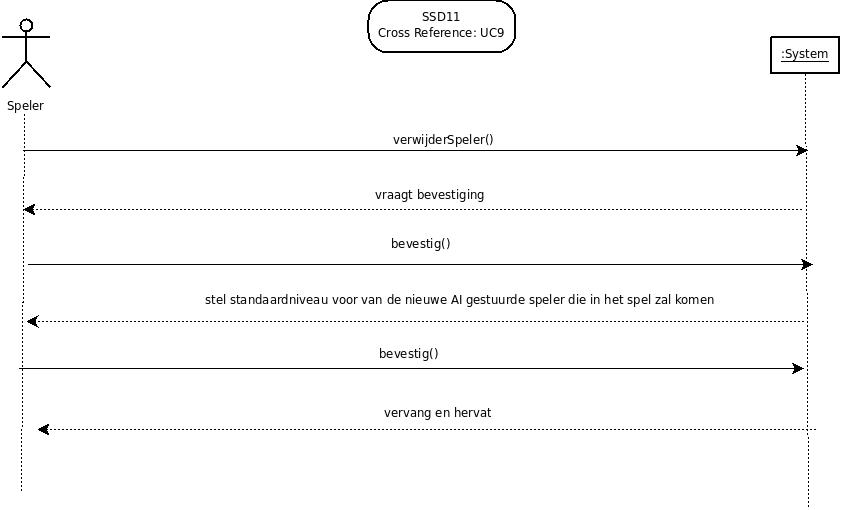 SSD11
Cross Reference: UC9
:System
Speler
verwijderSpeler()
vraagt bevestiging
bevestig()
stel standaardniveau voor van de nieuwe AI gestuurde speler die in het spel zal komen
bevestig()
vervang en hervat